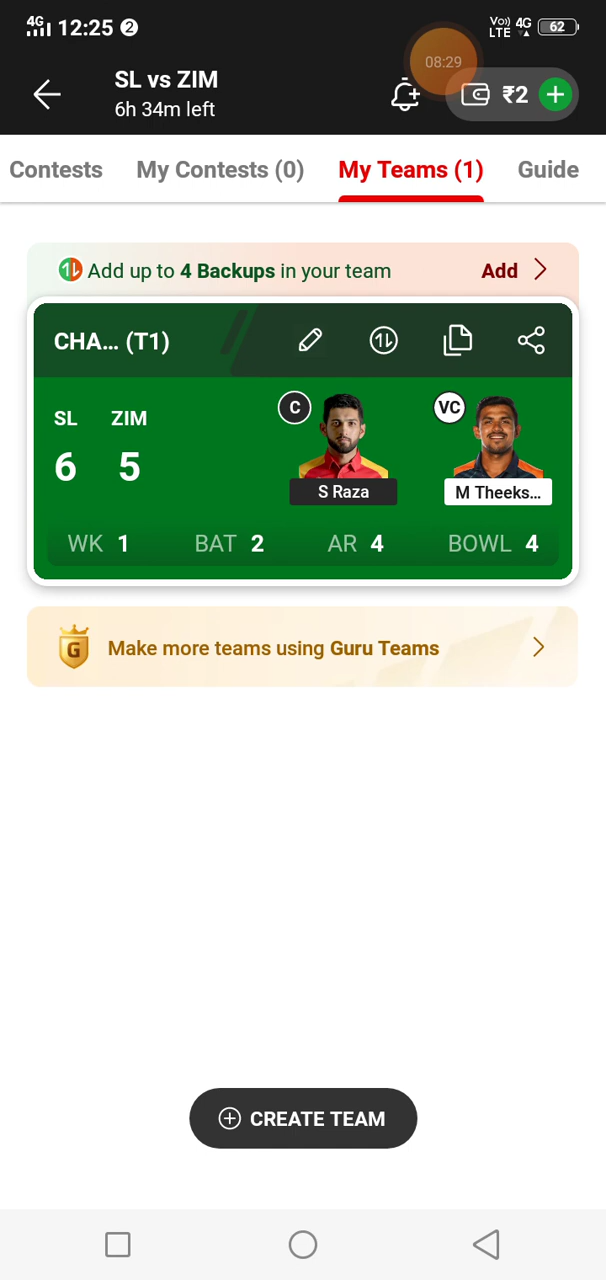 4G 12:25 2 Vo)) LTE 4G 62
08:29
SL vs ZIM
6h 34m left
₹2 +
Contests My Contests (0) My Teams (1) Guide
Add up to 4 Backups in your team Add
CHA... (T1)
C VC
SL ZIM
6 5
S Raza M Theeks...
WK 1 BAT 2 AR 4 BOWL 4
G Make more teams using Guru Teams
CREATE TEAM